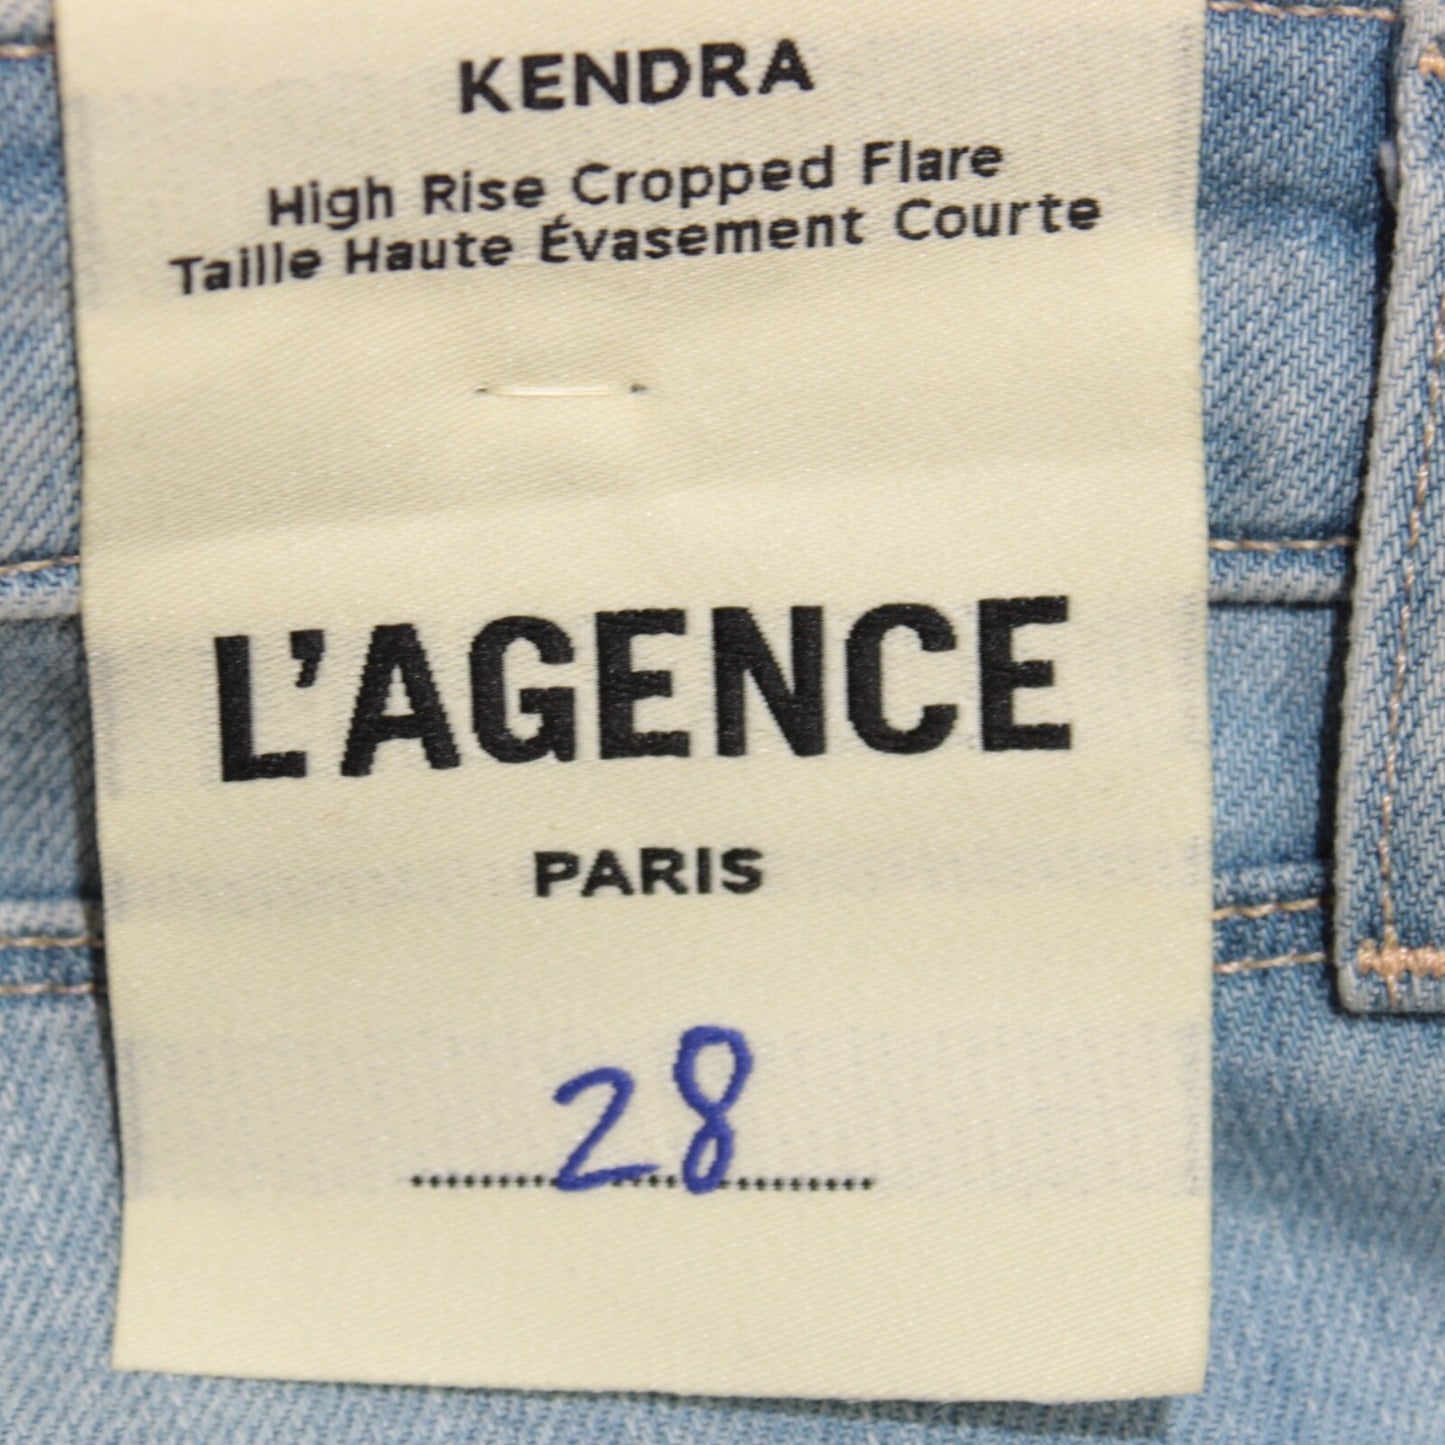 KENDRA
High Rise Cropped Flare
Taille Haute Évasement Courte
L'AGENCE
PARIS
28